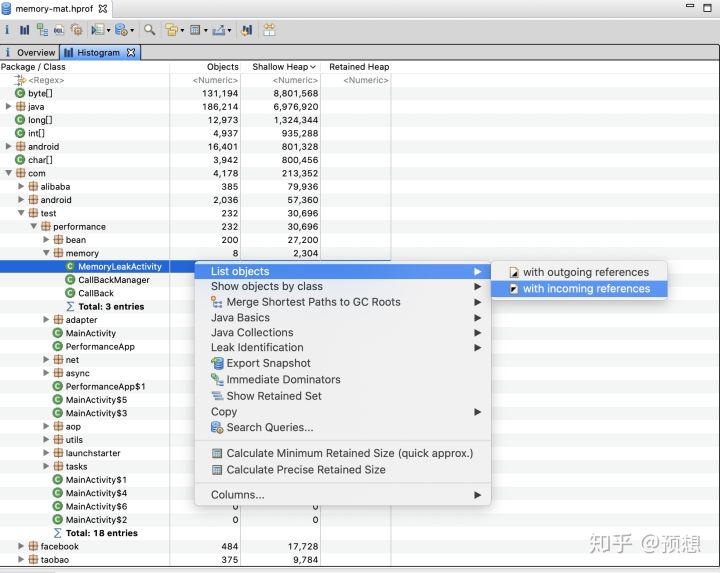 memory-mat.hprof
i Overview Histogram
Package / Class Objects Shallow Heap Retained Heap
<Regex> <Numeric> <Numeric> <Numeric>
byte[] 131,194 8,801,568
java 186,214 6,976,920
long[] 12,973 1,324,344
int[] 4,937 935,288
android 16,401 801,328
char[] 3,942 800,456
com 4,178 213,352
alibaba 385 79,936
android 2,036 57,360
test 232 30,696
performance 232 30,696
bean 200 27,200
memory 8 2,304
MemoryLeakActivity
CallBackManager
CallBack
Total: 3 entries
adapter
MainActivity
PerformanceApp
net
async
PerformanceApp$1
MainActivity$5
MainActivity$3
aop
utils
launchstarter
tasks
MainActivity$1
MainActivity$4
MainActivity$6 0 0
MainActivity$2 0 0
Total: 18 entries
facebook 484 17,728
taobao 375 9,784
List objects
Show objects by class
Merge Shortest Paths to GC Roots
Java Basics
Java Collections
Leak Identification
Export Snapshot
Immediate Dominators
Show Retained Set
Copy
Search Queries...
Calculate Minimum Retained Size (quick approx.)
Calculate Precise Retained Size
Columns...
with outgoing references
with incoming references
知乎 @预想